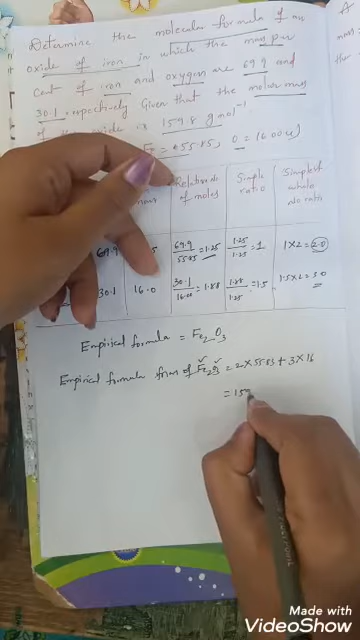 Determine the molecular formula of an
oxide of iron in which the mass per
cent of iron and oxygen are 69.9 and
30.1 respectively Given that the molar mass
of the oxide is 159.8 g mol⁻¹
= 55.85, O = 16.00 u)
Relative no of moles
Simple ratio
Simplest whole no ratio
69.9
69.9/55.85 = 1.25
1.25/1.25 = 1
1 × 2 = 2.0
30.1
16.0
30.1/16.00 = 1.88
1.88/1.25 = 1.5
1.5 × 2 = 3.0
Empirical formula = Fe₂O₃
Empirical formula of Fe₂O₃ = 2 × 55.85 + 3 × 16
= 159
Made with
VideoShow